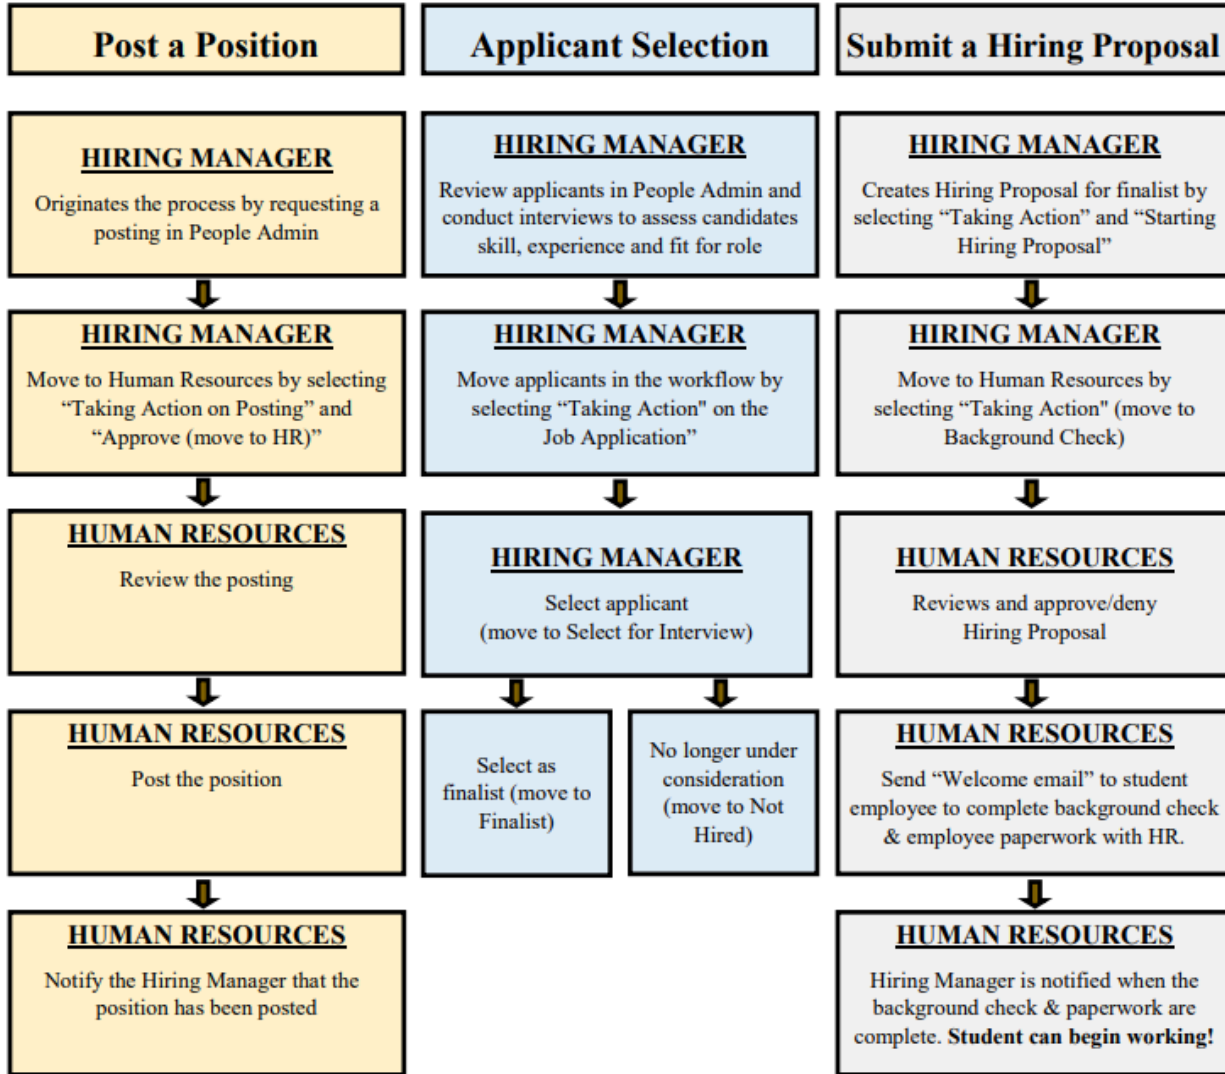 Post a Position
HIRING MANAGER
Originates the process by requesting a
posting in People Admin
HIRING MANAGER
Move to Human Resources by selecting
“Taking Action on Posting” and
“Approve (move to HR)”
HUMAN RESOURCES
Review the posting
HUMAN RESOURCES
Post the position
HUMAN RESOURCES
Notify the Hiring Manager that the
position has been posted
Applicant Selection
HIRING MANAGER
Review applicants in People Admin and
conduct interviews to assess candidates
skill, experience and fit for role
HIRING MANAGER
Move applicants in the workflow by
selecting “Taking Action" on the
Job Application”
HIRING MANAGER
Select applicant
(move to Select for Interview)
Select as
finalist (move to
Finalist)
No longer under
consideration
(move to Not
Hired)
Submit a Hiring Proposal
HIRING MANAGER
Creates Hiring Proposal for finalist by
selecting “Taking Action” and “Starting
Hiring Proposal”
HIRING MANAGER
Move to Human Resources by
selecting “Taking Action" (move to
Background Check)
HUMAN RESOURCES
Reviews and approve/deny
Hiring Proposal
HUMAN RESOURCES
Send “Welcome email” to student
employee to complete background check
& employee paperwork with HR.
HUMAN RESOURCES
Hiring Manager is notified when the
background check & paperwork are
complete. Student can begin working!